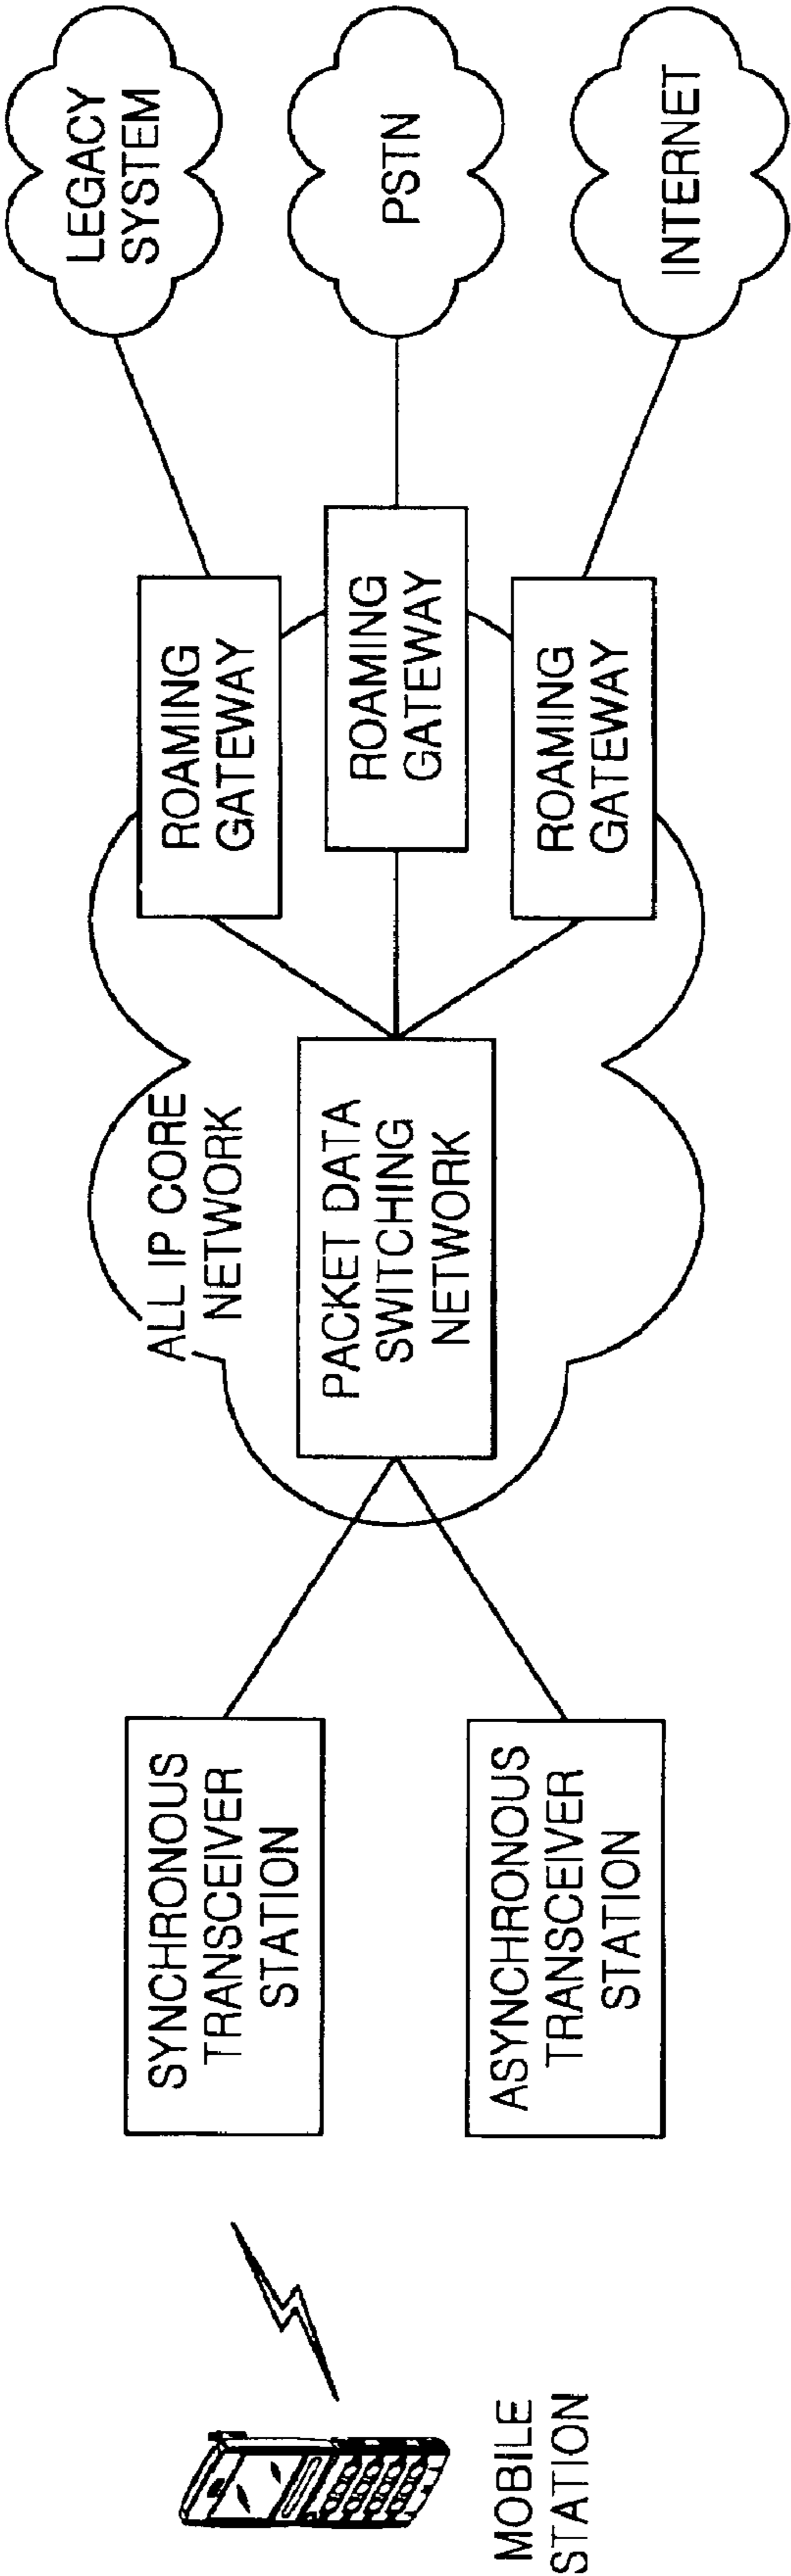 MOBILE
STATION
SYNCHRONOUS
TRANSCEIVER
STATION
ASYNCHRONOUS
TRANSCEIVER
STATION
ALL IP CORE
NETWORK
PACKET DATA
SWITCHING
NETWORK
ROAMING
GATEWAY
ROAMING
GATEWAY
ROAMING
GATEWAY
LEGACY
SYSTEM
PSTN
INTERNET